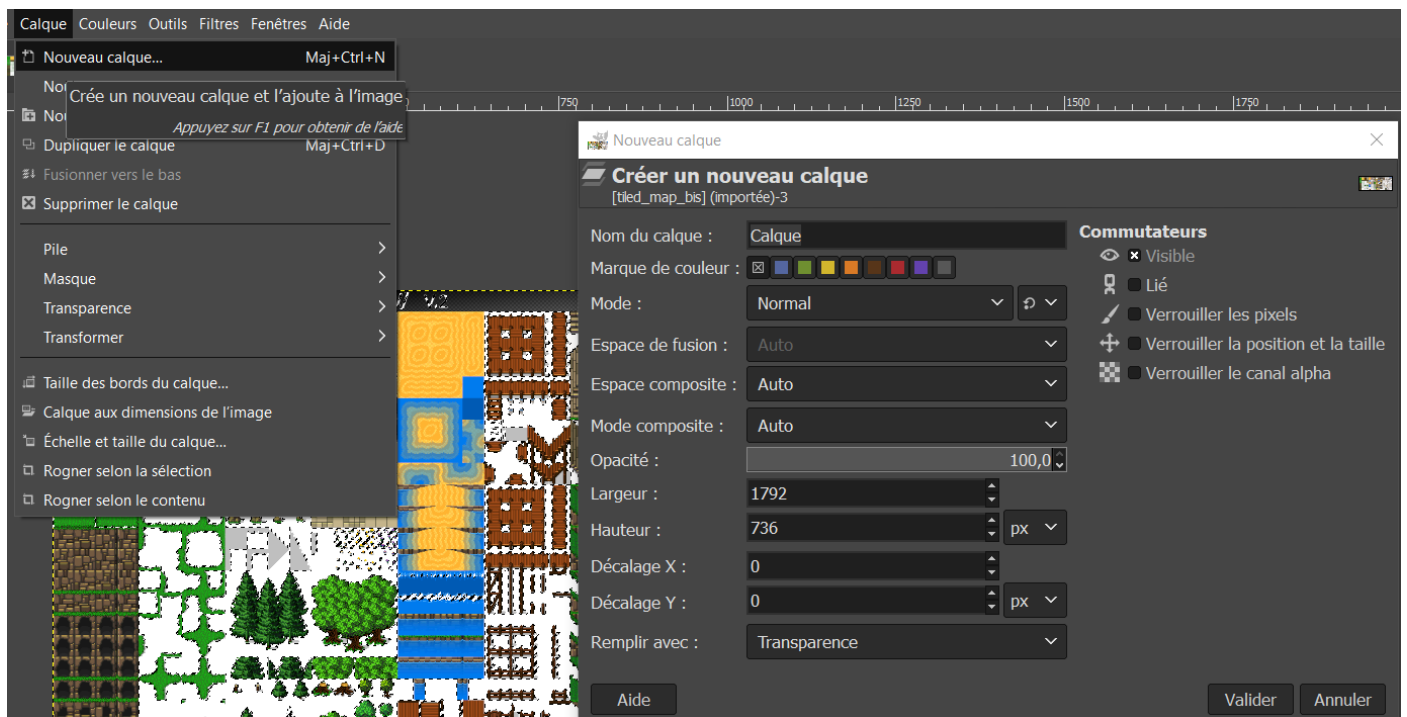 Calque Couleurs Outils Filtres Fenêtres Aide
Nouveau calque... Maj+Ctrl+N
Crée un nouveau calque et l'ajoute à l'image
Appuyez sur F1 pour obtenir de l'aide
Dupliquer le calque Maj+Ctrl+D
Fusionner vers le bas
Supprimer le calque
Pile
Masque
Transparence
Transformer
Taille des bords du calque...
Calque aux dimensions de l'image
Échelle et taille du calque...
Rogner selon la sélection
Rogner selon le contenu
750 1000 1250 1500 1750
Nouveau calque
Créer un nouveau calque
[tiled_map_bis] (importée)-3
Nom du calque : Calque
Marque de couleur :
Mode : Normal
Espace de fusion : Auto
Espace composite : Auto
Mode composite : Auto
Opacité : 100,0
Largeur : 1792
Hauteur : 736 px
Décalage X : 0
Décalage Y : 0 px
Remplir avec : Transparence
Commutateurs
Visible
Lié
Verrouiller les pixels
Verrouiller la position et la taille
Verrouiller le canal alpha
Aide Valider Annuler